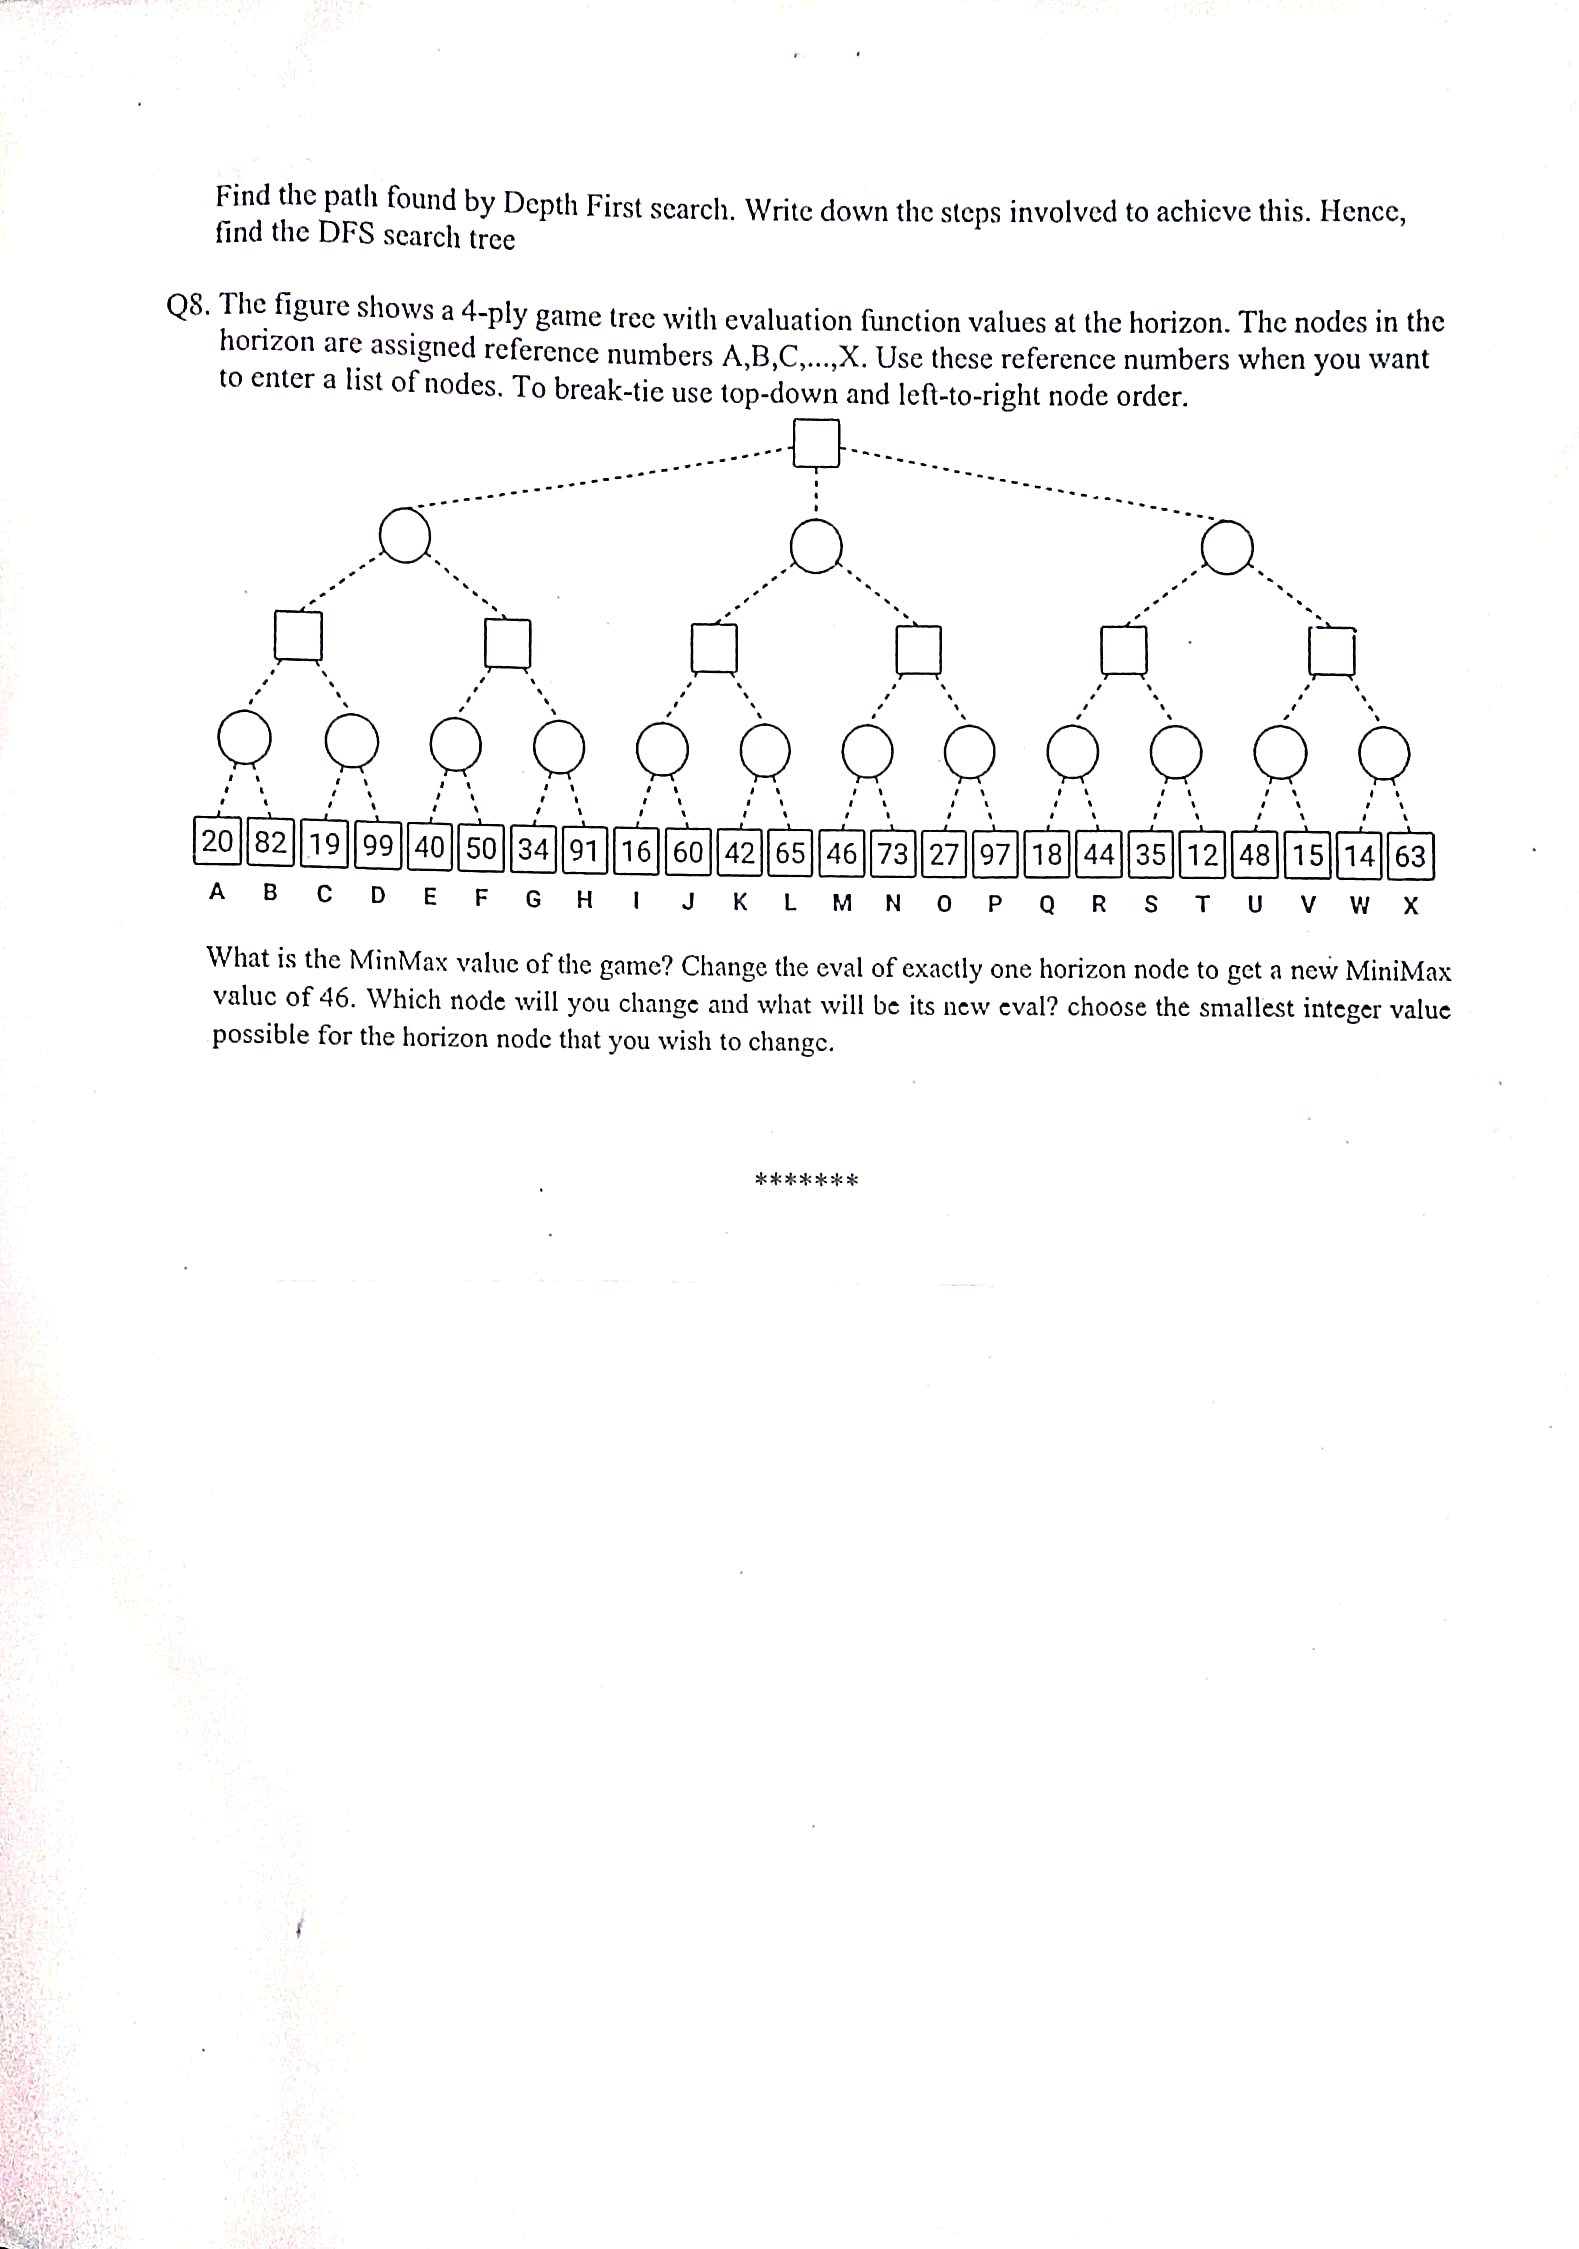 Find the path found by Depth First search. Write down the steps involved to achieve this. Hence,
find the DFS search tree
Q8. The figure shows a 4-ply game tree with evaluation function values at the horizon. The nodes in the
horizon are assigned reference numbers A,B,C,...,X. Use these reference numbers when you want
to enter a list of nodes. To break-tie use top-down and left-to-right node order.
20 82 19 99 40 50 34 91 16 60 42 65 46 73 27 97 18 44 35 12 48 15 14 63
A B C D E F G H I J K L M N O P Q R S T U V W X
What is the MinMax value of the game? Change the eval of exactly one horizon node to get a new MiniMax
value of 46. Which node will you change and what will be its new eval? choose the smallest integer value
possible for the horizon node that you wish to change.
*******